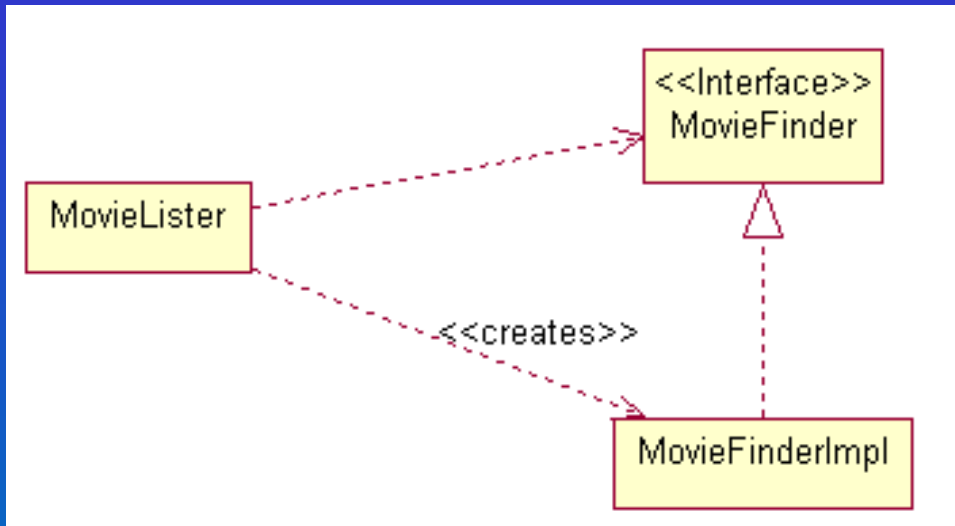 <<Interface>>
MovieFinder
MovieLister
<<creates>>
MovieFinderImpl